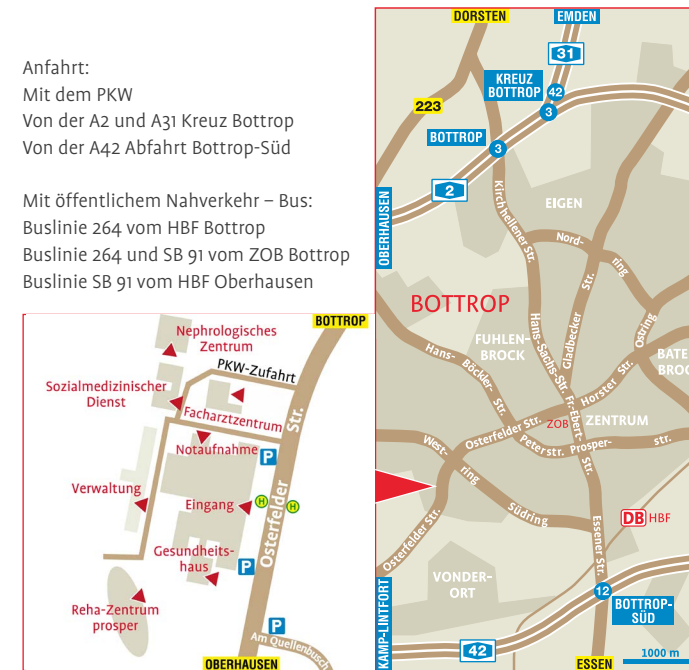 Anfahrt:
Mit dem PKW
Von der A2 und A31 Kreuz Bottrop
Von der A42 Abfahrt Bottrop-Süd
Mit öffentlichem Nahverkehr – Bus:
Buslinie 264 vom HBF Bottrop
Buslinie 264 und SB 91 vom ZOB Bottrop
Buslinie SB 91 vom HBF Oberhausen
BOTTROP
Nephrologisches
Zentrum
PKW-Zufahrt
Sozialmedizinischer
Dienst
Facharztzentrum
Notaufnahme
P
Verwaltung
Eingang
H
H
Osterfelder Str.
Gesundheits-
haus
P
Reha-Zentrum
prosper
P
Am Quellenbusch
OBERHAUSEN
DORSTEN
EMDEN
31
KREUZ
BOTTROP
42
223
3
BOTTROP
3
2
OBERHAUSEN
Kirchhellener Str.
EIGEN
Nord-
ring
BOTTROP
Gladbecker Str.
Ostring
FUHLEN-
BROCK
Hans-Sachs-Str.
Hans-Böckler-Str.
Horster Str.
Fr.-Ebert-Str.
ZOB
ZENTRUM
Osterfelder Str.
Peterstr.
Prosper-
str.
West-
ring
Südring
DB HBF
Essener Str.
Osterfelder Str.
VONDER-
ORT
KAMP-LINTFORT
12
BOTTROP-
SÜD
42
ESSEN
1000 m